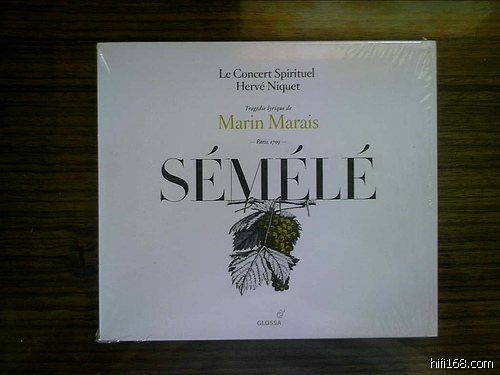 Le Concert Spirituel
Hervé Niquet
Tragédie lyrique de
Marin Marais
– Paris, 1709 –
SÉMÉLÉ
GLOSSA
hifi168.com